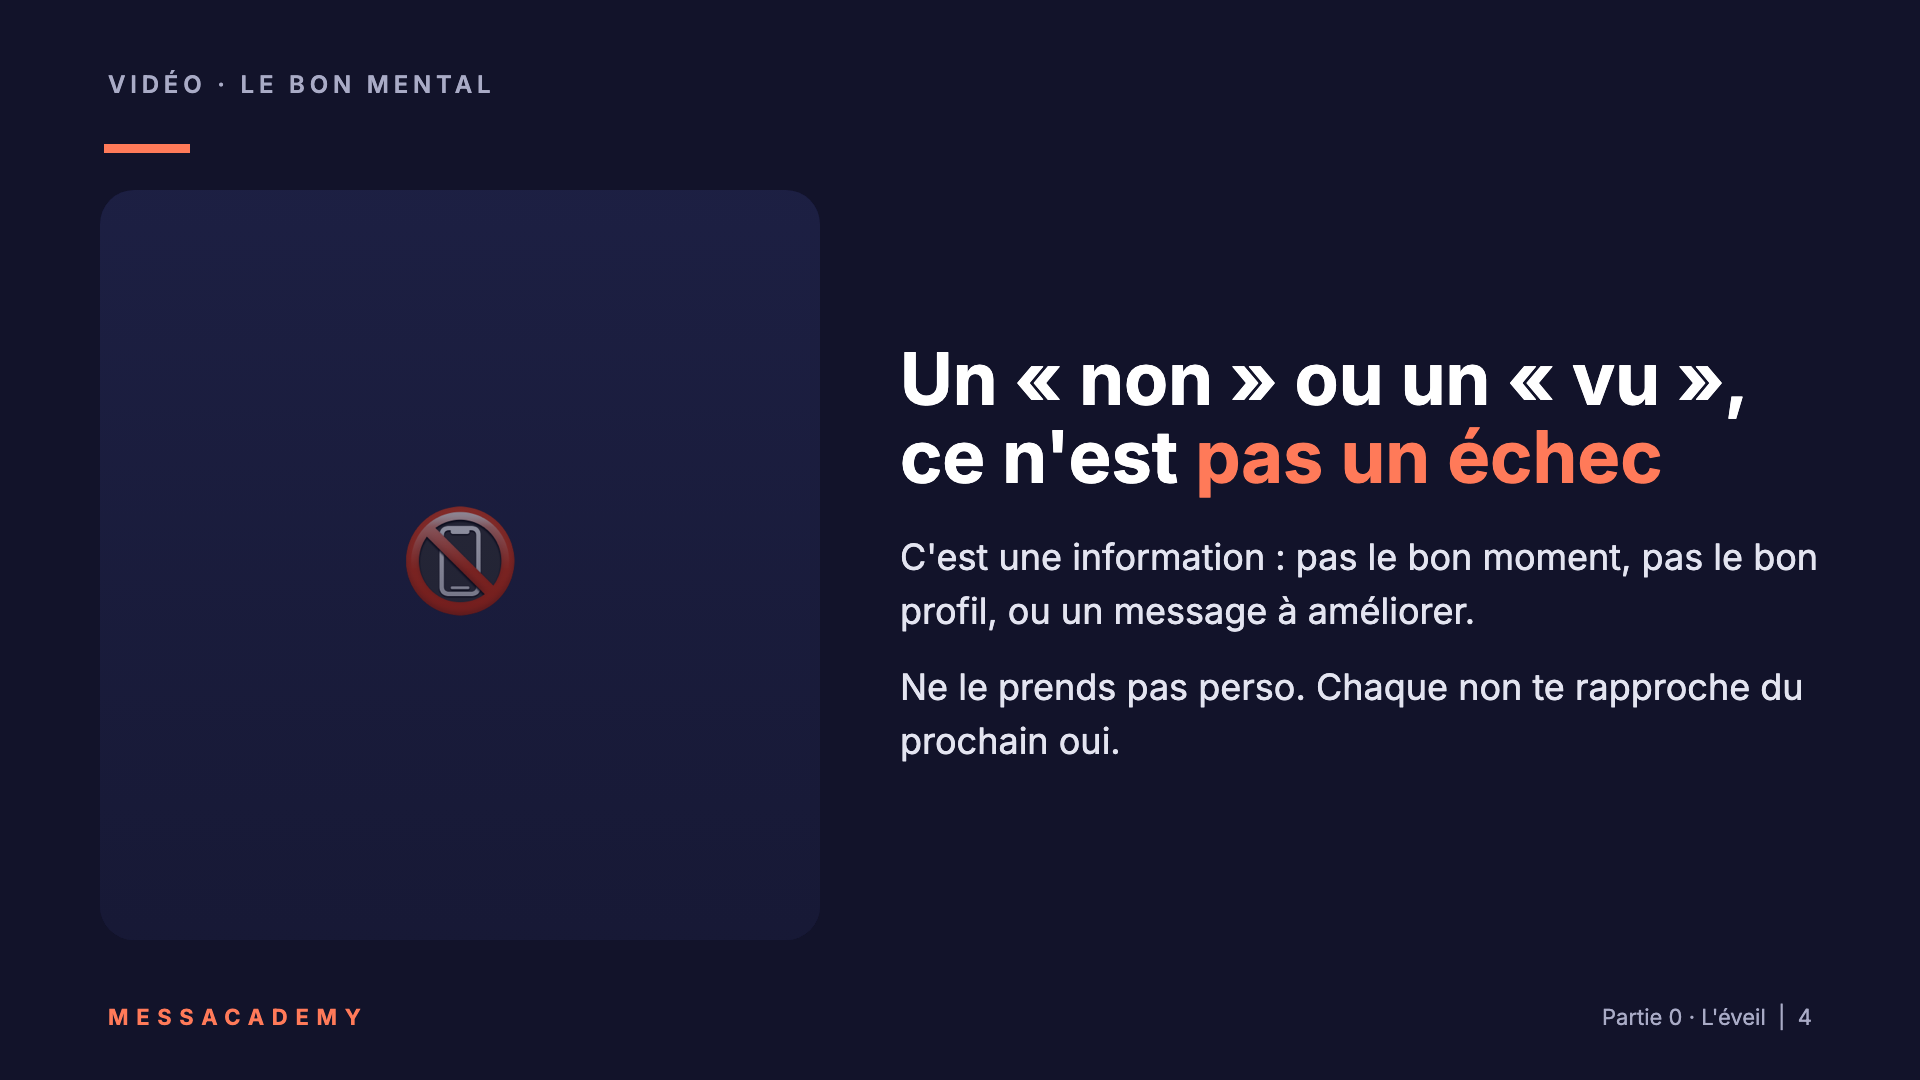 VIDÉO · LE BON MENTAL
Un « non » ou un « vu »,
ce n'est pas un échec
C'est une information : pas le bon moment, pas le bon
profil, ou un message à améliorer.
Ne le prends pas perso. Chaque non te rapproche du
prochain oui.
MESSACADEMY
Partie 0 · L'éveil | 4